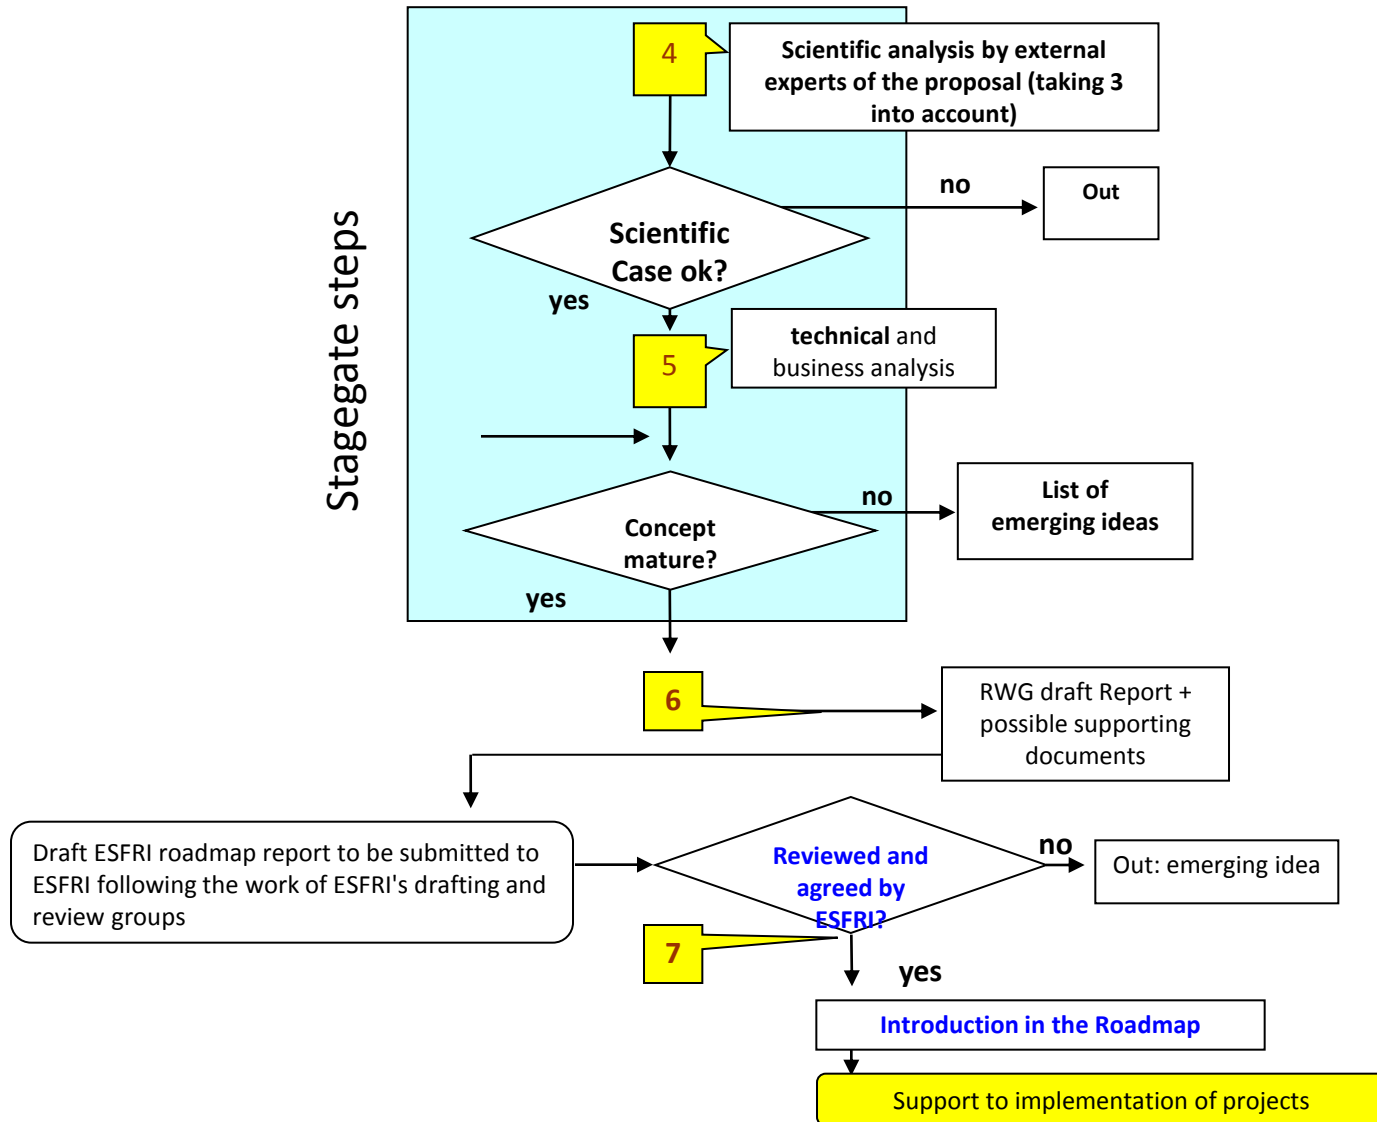 Stagegate steps
4
Scientific analysis by external
experts of the proposal (taking 3
into account)
no
Out
Scientific
Case ok?
yes
5
technical and
business analysis
no
List of
emerging ideas
Concept
mature?
yes
6
RWG draft Report +
possible supporting
documents
Draft ESFRI roadmap report to be submitted to
ESFRI following the work of ESFRI's drafting and
review groups
Reviewed and
agreed by
ESFRI?
no
Out: emerging idea
7
yes
Introduction in the Roadmap
Support to implementation of projects